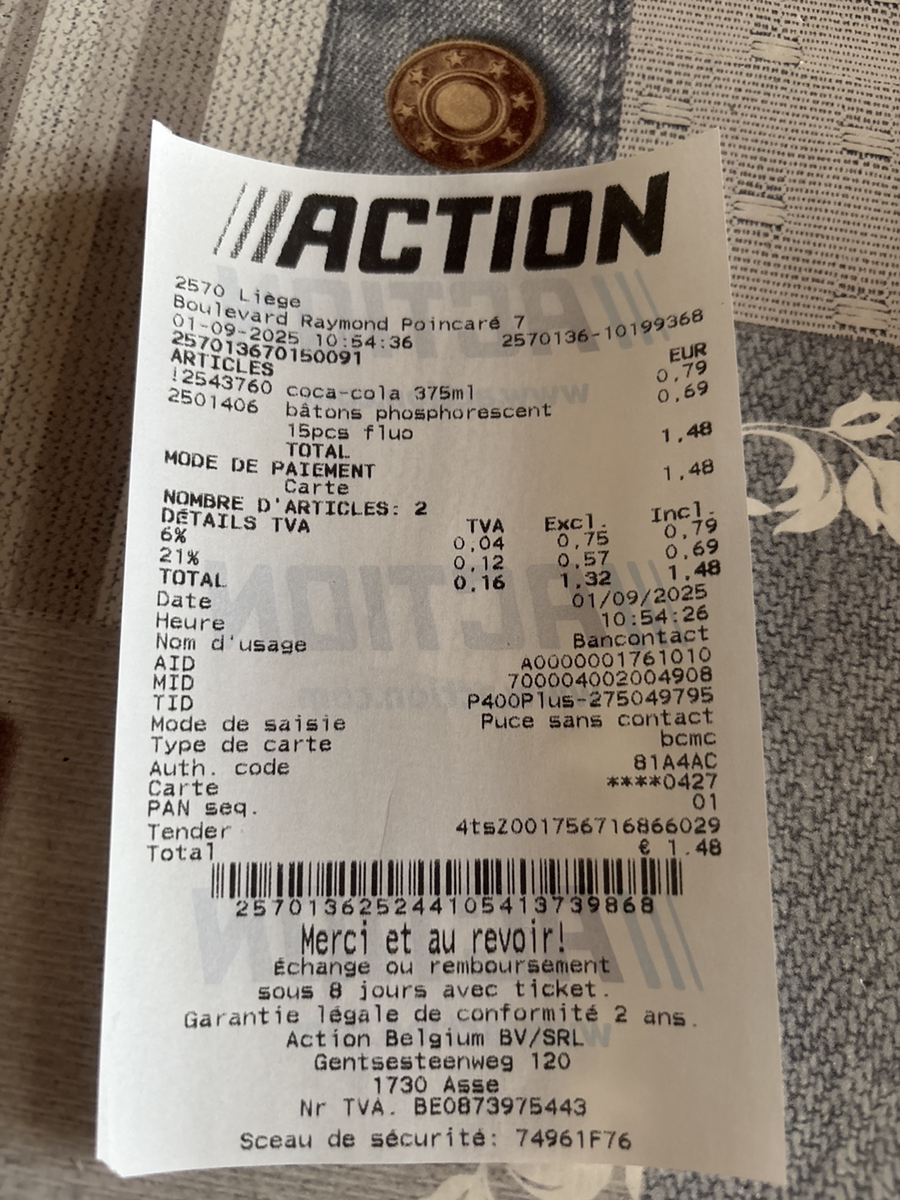 ACTION
2570 Liège
Boulevard Raymond Poincaré 7
01-09-2025 10:54:36 2570136-10199368
257013670150091
ARTICLES EUR
!2543760 coca-cola 375ml 0,79
2501406 bâtons phosphorescent 0,69
15pcs fluo
TOTAL 1,48
MODE DE PAIEMENT
Carte 1,48
NOMBRE D'ARTICLES: 2
DÉTAILS TVA TVA Excl. Incl.
6% 0,04 0,75 0,79
21% 0,12 0,57 0,69
TOTAL 0,16 1,32 1,48
Date 01/09/2025
Heure 10:54:26
Nom d'usage Bancontact
AID A0000001761010
MID 700004002004908
TID P400Plus-275049795
Mode de saisie Puce sans contact
Type de carte bcmc
Auth. code 81A4AC
Carte ****0427
PAN seq. 01
Tender 4tsZ001756716866029
Total € 1.48
2570136252441054137398​68
Merci et au revoir!
Échange ou remboursement
sous 8 jours avec ticket.
Garantie légale de conformité 2 ans.
Action Belgium BV/SRL
Gentsesteenweg 120
1730 Asse
Nr TVA. BE0873975443
Sceau de sécurité: 74961F76